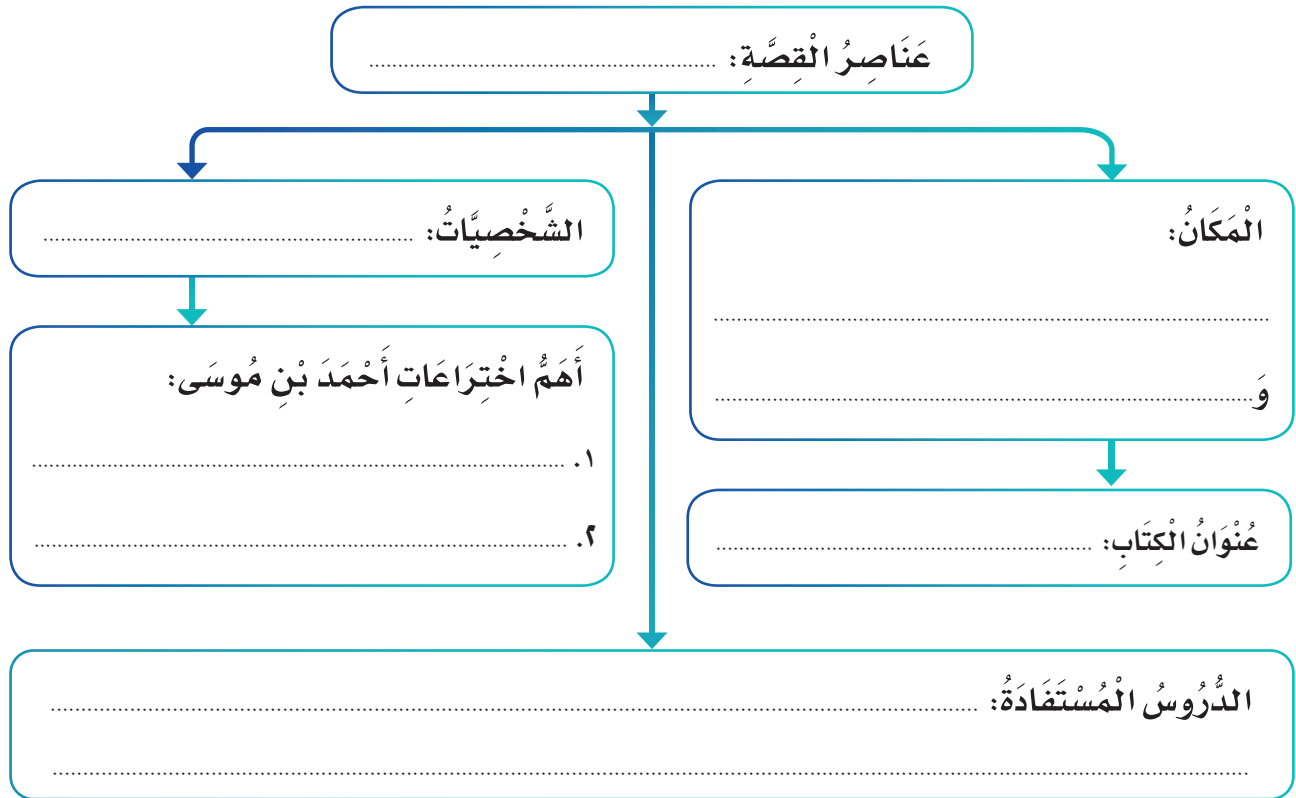 عَنَاصِرُ الْقِصَّةِ: ................................................
الْمَكَانُ:
................................................
وَ ................................................
عُنْوَانُ الْكِتَابِ: ................................................
الشَّخْصِيَّاتُ: ................................................
أَهَمُّ اخْتِرَاعَاتِ أَحْمَدَ بْنِ مُوسَى:
١. ................................................
٢. ................................................
الدُّرُوسُ الْمُسْتَفَادَةُ: ................................................
................................................